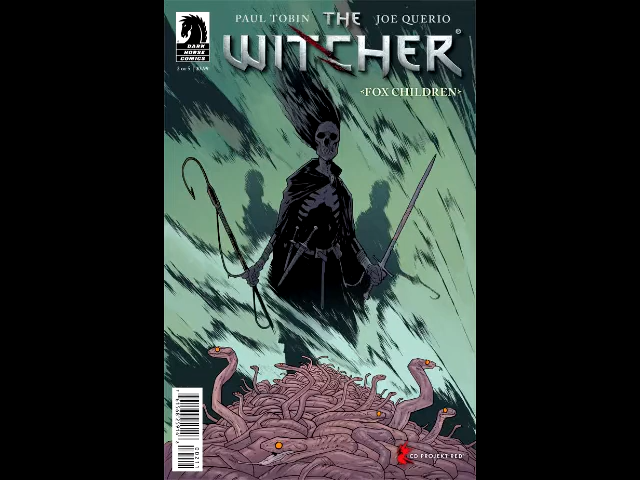 PAUL TOBIN THE JOE QUERIO
WITCHER
DARK
HORSE
COMICS
<FOX CHILDREN>
CD PROJEKT RED